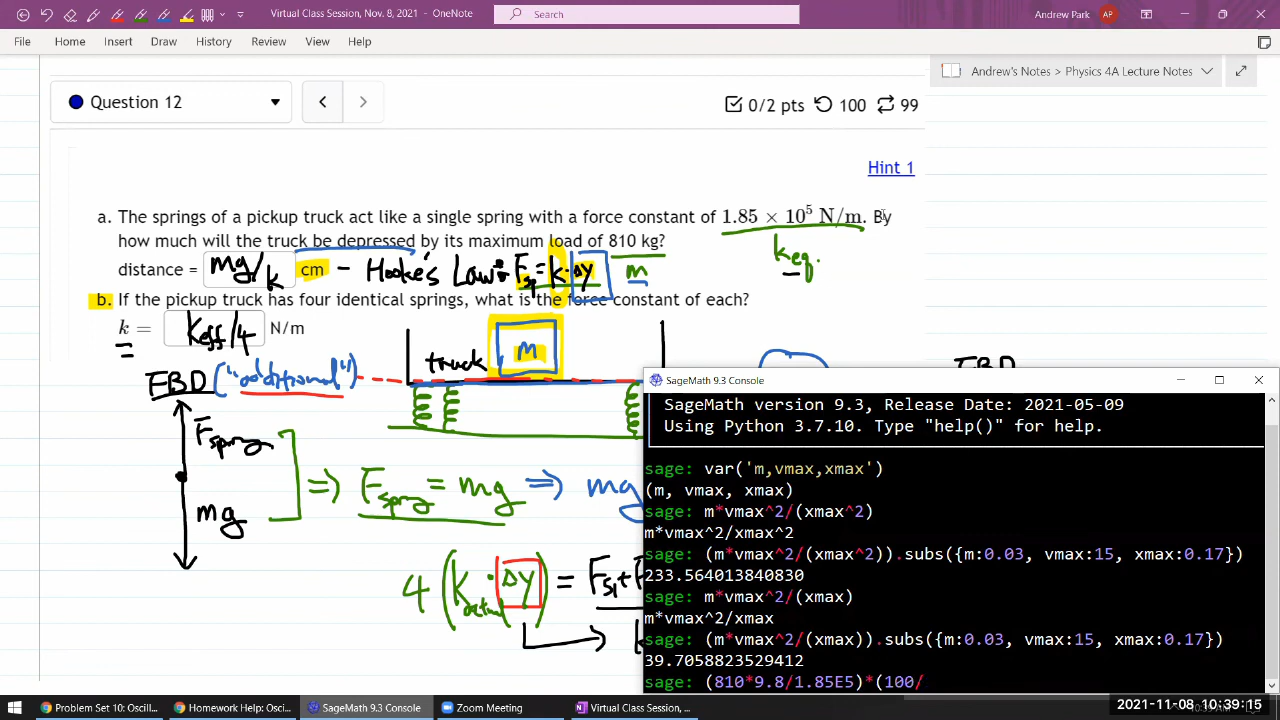 Virtual Class Session, Nov. 8, 2021 - OneNote
Search
Andrew Park
AP
File Home Insert Draw History Review View Help
Andrew's Notes > Physics 4A Lecture Notes
Question 12
0/2 pts 100 99
Hint 1
a. The springs of a pickup truck act like a single spring with a force constant of 1.85 × 10⁵ N/m. By
how much will the truck be depressed by its maximum load of 810 kg?
keq.
distance = mg/k cm - Hooke's Law: Fsp = k·Δy
m
b. If the pickup truck has four identical springs, what is the force constant of each?
k = Keff/4 N/m
truck
m
FBD ("additional")
FBD
Fspring
mg
⇒ Fspring = mg ⇒ mg
4 (k · Δy) = Fs1 +
SageMath 9.3 Console
SageMath version 9.3, Release Date: 2021-05-09
Using Python 3.7.10. Type "help()" for help.
sage: var('m,vmax,xmax')
(m, vmax, xmax)
sage: m*vmax^2/(xmax^2)
m*vmax^2/xmax^2
sage: (m*vmax^2/(xmax^2)).subs({m:0.03, vmax:15, xmax:0.17})
233.564013840830
sage: m*vmax^2/(xmax)
m*vmax^2/xmax
sage: (m*vmax^2/(xmax)).subs({m:0.03, vmax:15, xmax:0.17})
39.7058823529412
sage: (810*9.8/1.85E5)*(100/
Problem Set 10: Oscill...
Homework Help: Osci...
SageMath 9.3 Console
Zoom Meeting
Virtual Class Session,...
2021-11-08 10:39:15